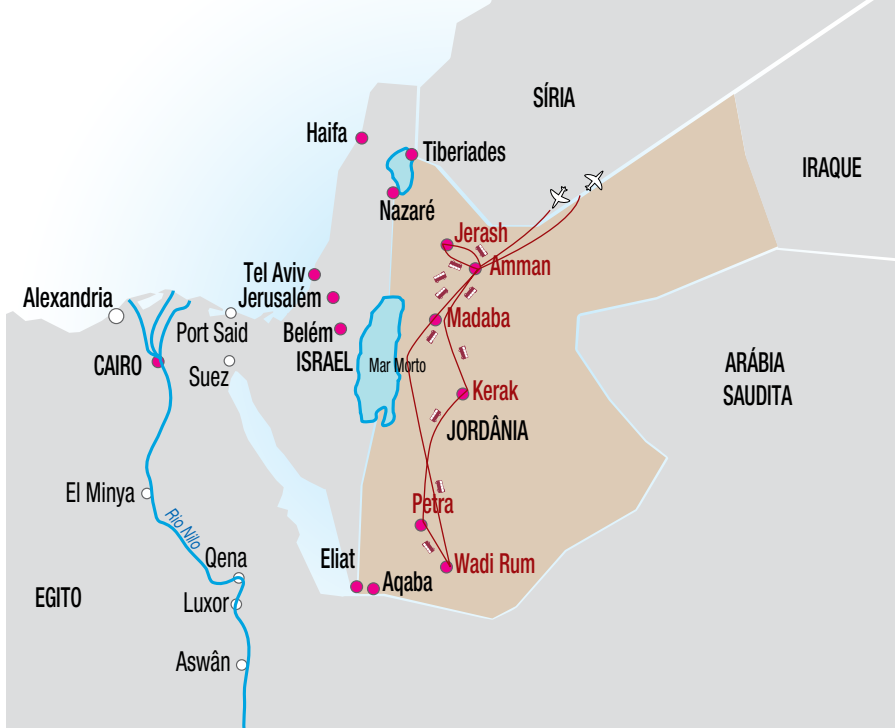 SÍRIA
Haifa
Tiberiades
IRAQUE
Nazaré
Jerash
Amman
Tel Aviv
Jerusalém
Alexandria
Port Said
Madaba
Belém
ISRAEL
Mar Morto
CAIRO
Suez
ARÁBIA
SAUDITA
Kerak
JORDÂNIA
El Minya
Petra
Rio Nilo
Qena
Eliat
Wadi Rum
Aqaba
EGITO
Luxor
Aswân